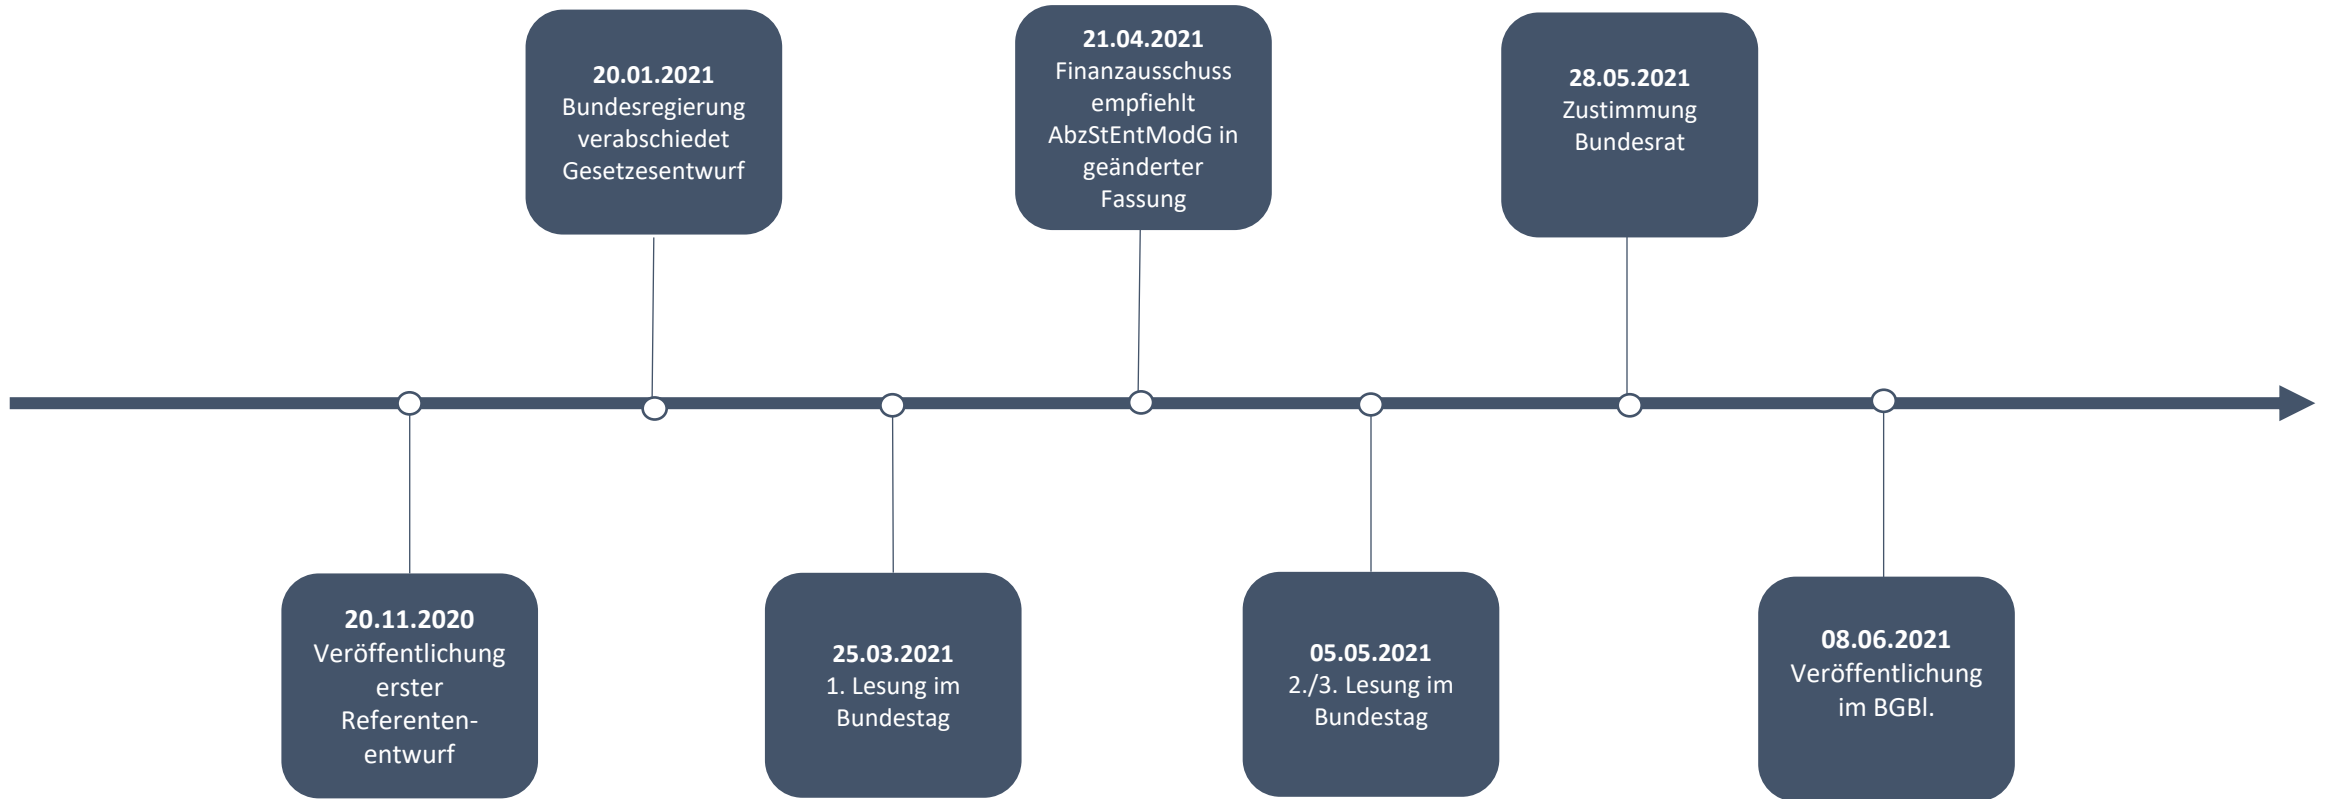 20.01.2021
Bundesregierung
verabschiedet
Gesetzesentwurf
21.04.2021
Finanzausschuss
empfiehlt
AbzStEntModG in
geänderter
Fassung
28.05.2021
Zustimmung
Bundesrat
20.11.2020
Veröffentlichung
erster
Referenten-
entwurf
25.03.2021
1. Lesung im
Bundestag
05.05.2021
2./3. Lesung im
Bundestag
08.06.2021
Veröffentlichung
im BGBl.